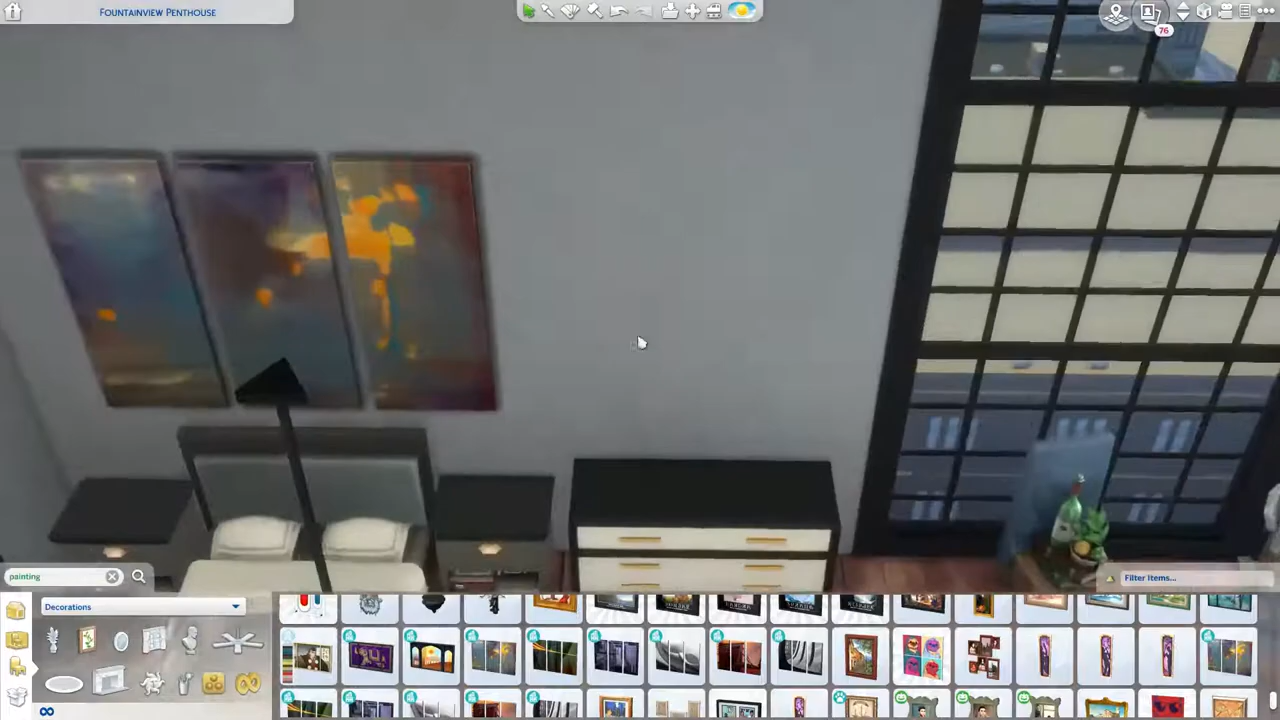 FOUNTAINVIEW PENTHOUSE
76
painting
Filter Items...
Decorations